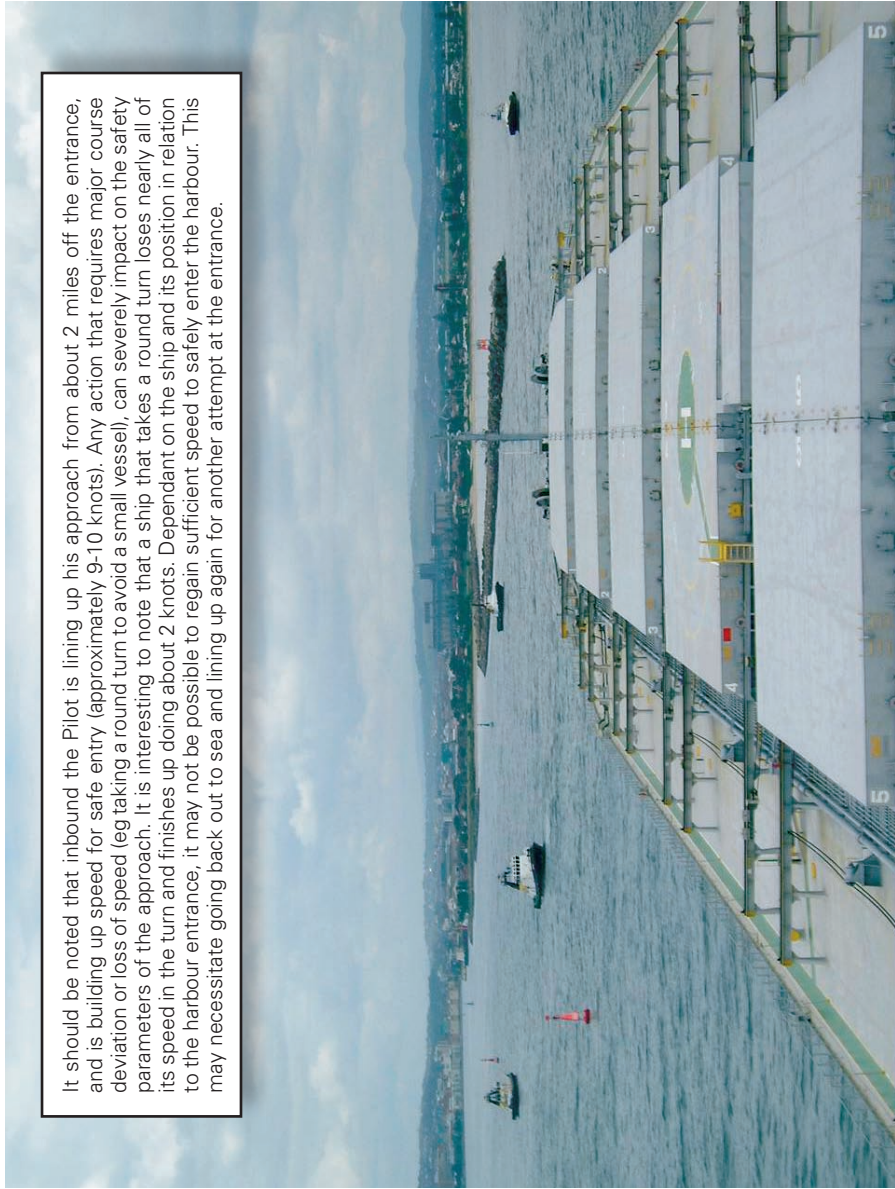 It should be noted that inbound the Pilot is lining up his approach from about 2 miles off the entrance,
and is building up speed for safe entry (approximately 9-10 knots). Any action that requires major course
deviation or loss of speed (eg taking a round turn to avoid a small vessel), can severely impact on the safety
parameters of the approach. It is interesting to note that a ship that takes a round turn loses nearly all of
its speed in the turn and finishes up doing about 2 knots. Dependant on the ship and its position in relation
to the harbour entrance, it may not be possible to regain sufficient speed to safely enter the harbour. This
may necessitate going back out to sea and lining up again for another attempt at the entrance.
1
2 2
3 3
4 H 4
5 5